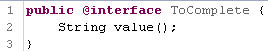 1 public @interface ToComplete {
2     String value();
3 }